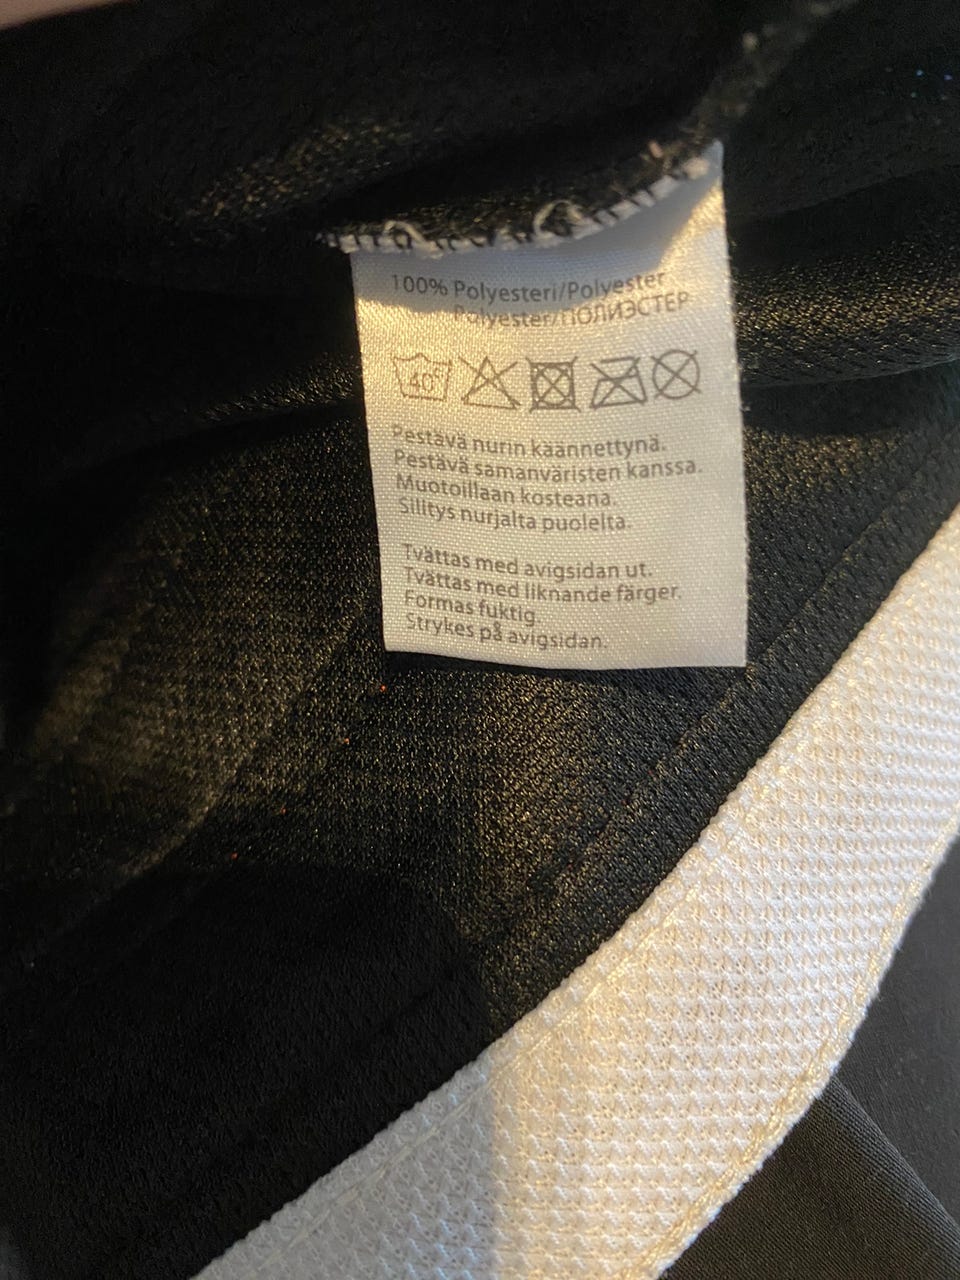 100% Polyesteri/Polyester
Polyester/ПОЛИЭСТЕР
40°
Pestävä nurin käännettynä.
Pestävä samanväristen kanssa.
Muotoillaan kosteana.
Silitys nurjalta puolelta.
Tvättas med avigsidan ut.
Tvättas med liknande färger.
Formas fuktig
Strykes på avigsidan.